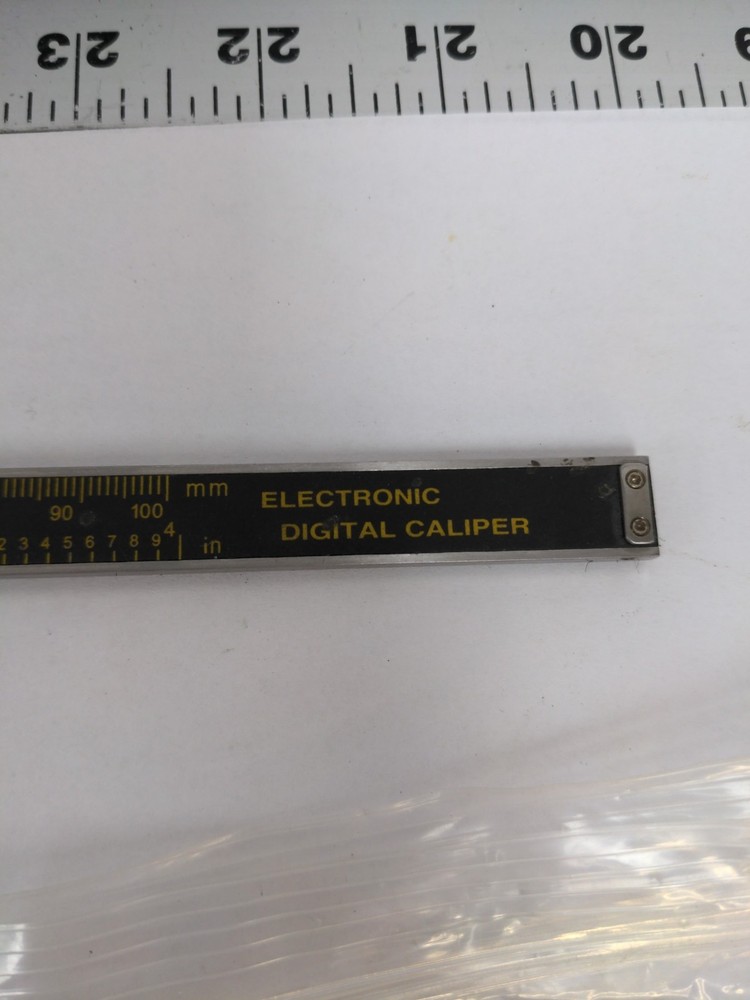 23 22 21 20
mm ELECTRONIC
90 100
DIGITAL CALIPER
2 3 4 5 6 7 8 9 4 in